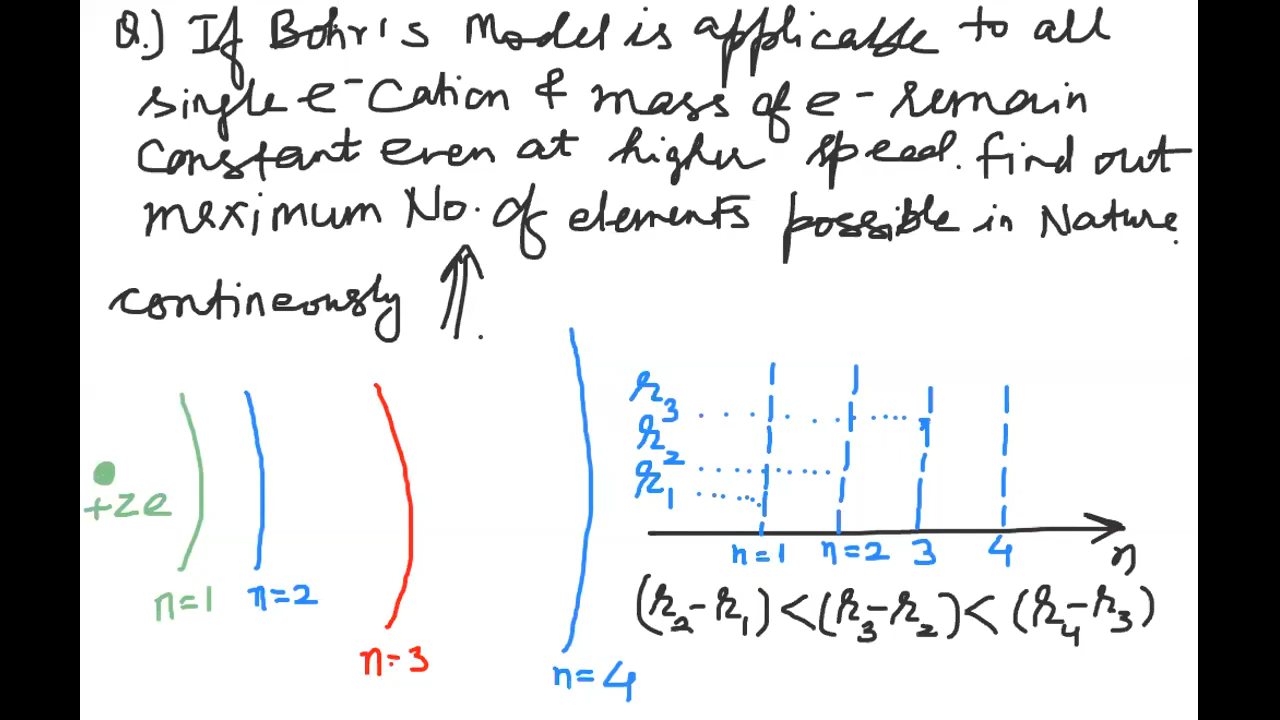 Q.) If Bohr's Model is applicable to all
single e- Cation & mass of e- remain
Constant even at higher speed. find out
meximum No. of elements possible in Nature.
contineously
r3
r2
r1
+ze
n=1
n=2
n=3
n=4
n=1 n=2 3 4 n
(r2-r1) < (r3-r2) < (r4-r3)